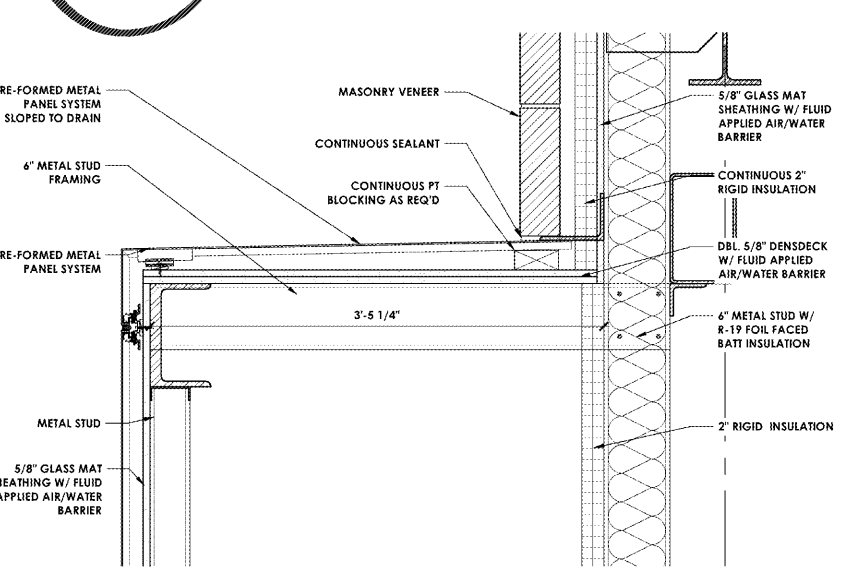 RE-FORMED METAL
PANEL SYSTEM
SLOPED TO DRAIN
6" METAL STUD
FRAMING
RE-FORMED METAL
PANEL SYSTEM
METAL STUD
5/8" GLASS MAT
EATHING W/ FLUID
APPLIED AIR/WATER
BARRIER
MASONRY VENEER
CONTINUOUS SEALANT
CONTINUOUS PT
BLOCKING AS REQ'D
3'-5 1/4"
5/8" GLASS MAT
SHEATHING W/ FLUID
APPLIED AIR/WATER
BARRIER
CONTINUOUS 2"
RIGID INSULATION
DBL. 5/8" DENSDECK
W/ FLUID APPLIED
AIR/WATER BARRIER
6" METAL STUD W/
R-19 FOIL FACED
BATT INSULATION
2" RIGID INSULATION